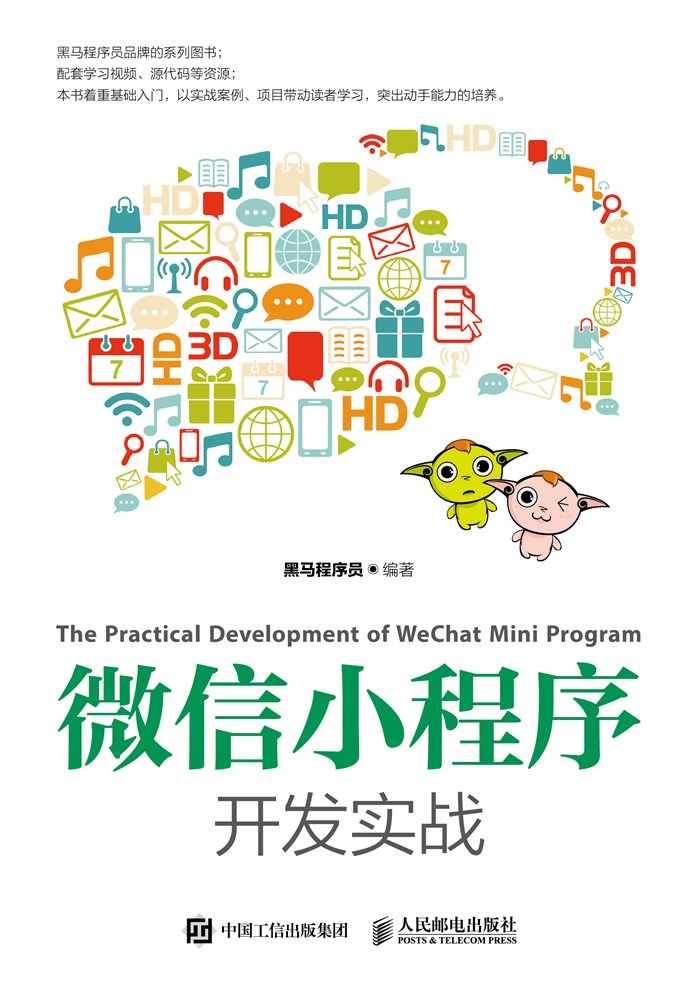 黑马程序员品牌的系列图书；
配套学习视频、源代码等资源；
本书着重基础入门，以实战案例、项目带动读者学习，突出动手能力的培养。
HD
HD
HD
3D
7
7
HD
3D
7
HD
黑马程序员◉编著
The Practical Development of WeChat Mini Program
微信小程序
开发实战
中国工信出版集团
人民邮电出版社
POSTS & TELECOM PRESS